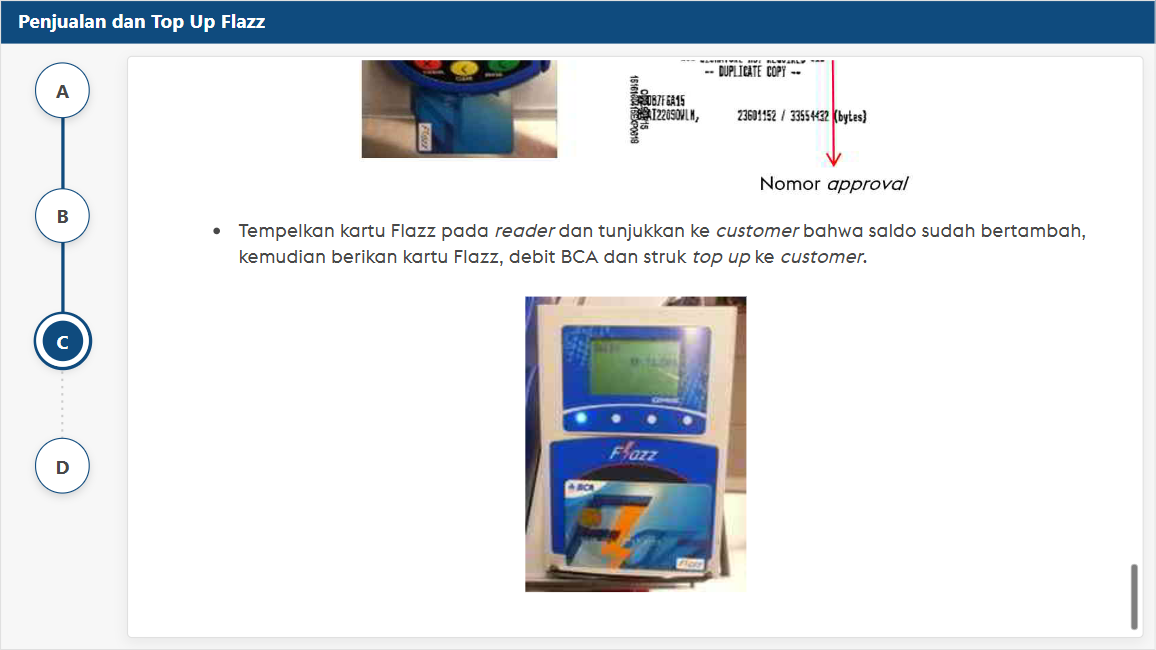 Penjualan dan Top Up Flazz
A
B
C
D
-- DUPLICATE COPY --
23601152 / 33554432 (bytes)
Nomor approval
• Tempelkan kartu Flazz pada reader dan tunjukkan ke customer bahwa saldo sudah bertambah,
kemudian berikan kartu Flazz, debit BCA dan struk top up ke customer.
Flazz
Flazz
BCA
Flazz